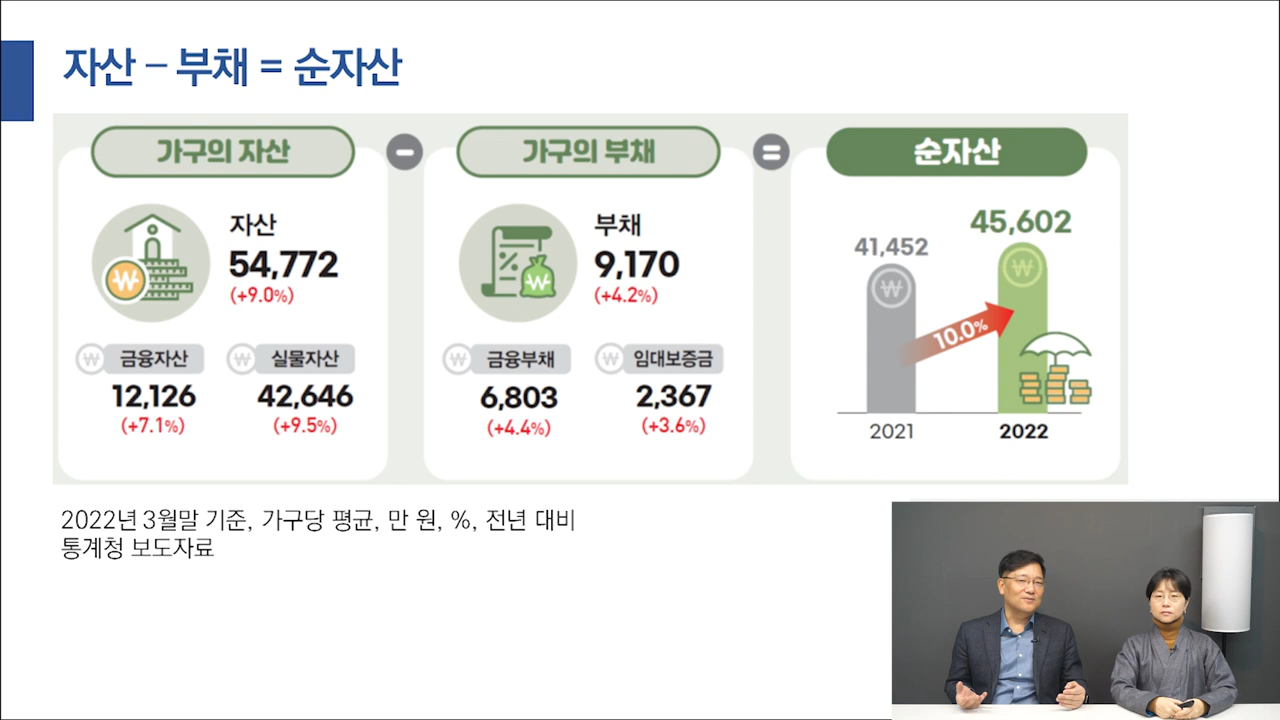 자산 – 부채 = 순자산
가구의 자산
–
가구의 부채
=
순자산
자산
54,772
(+9.0%)
금융자산
12,126
(+7.1%)
실물자산
42,646
(+9.5%)
부채
9,170
(+4.2%)
금융부채
6,803
(+4.4%)
임대보증금
2,367
(+3.6%)
41,452
45,602
10.0%
2021
2022
2022년 3월말 기준, 가구당 평균, 만 원, %, 전년 대비
통계청 보도자료